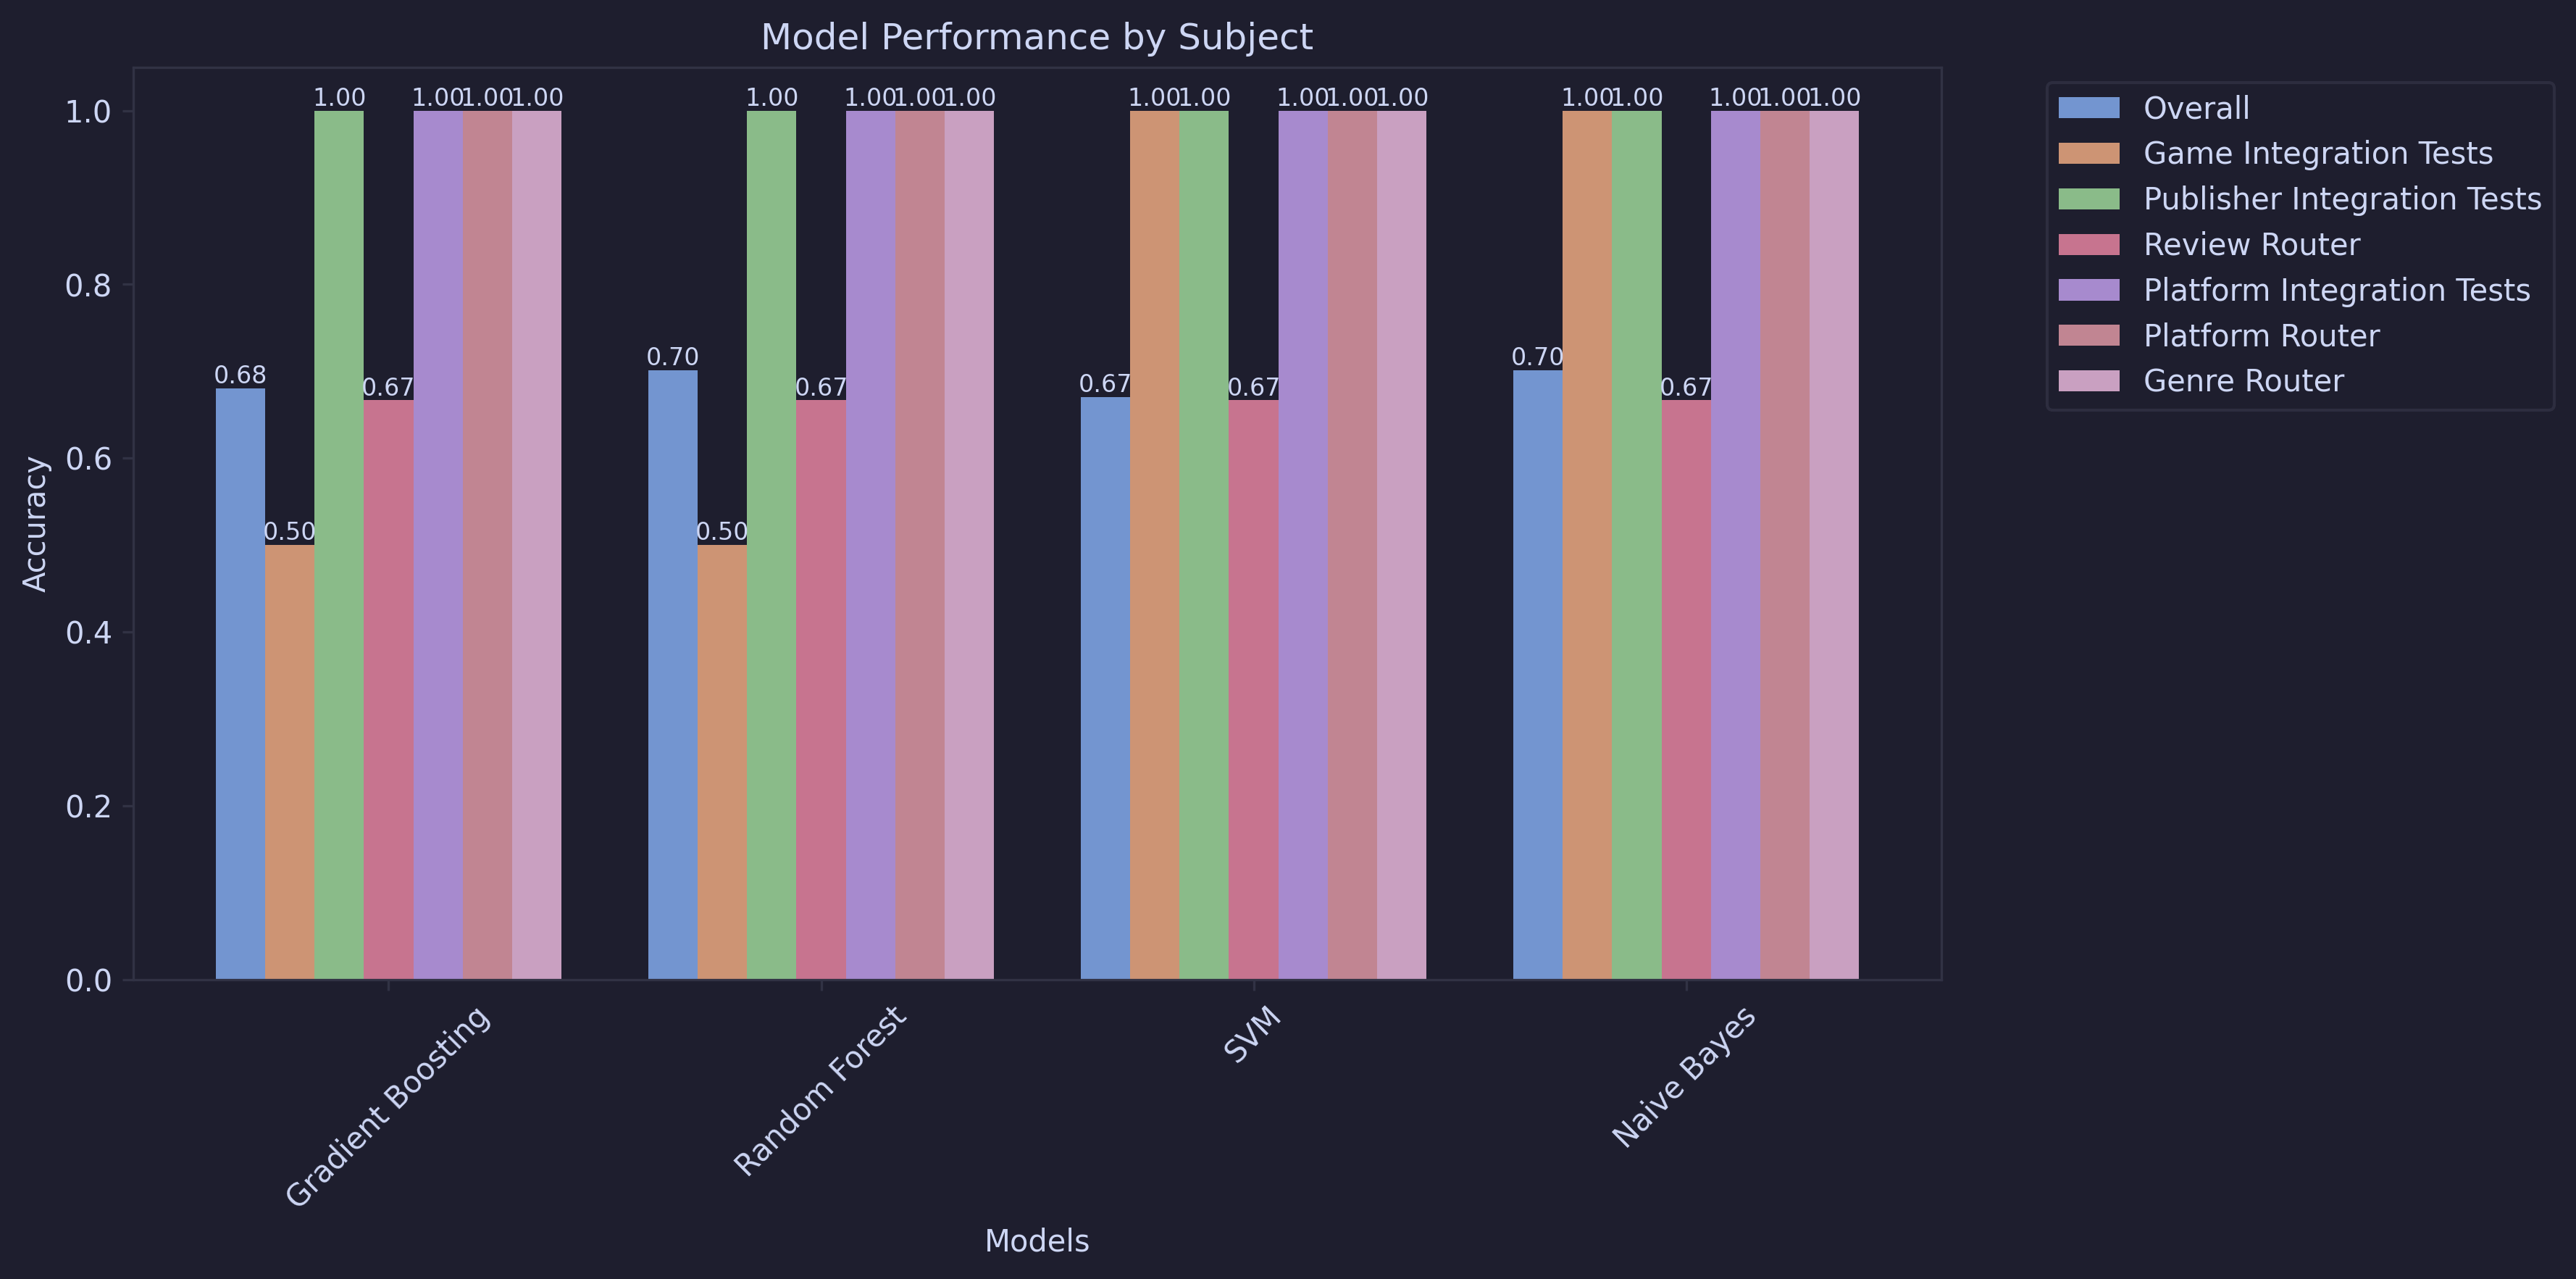 Model Performance by Subject
1.00 1.00 1.00 1.00 1.00 1.00 1.00 1.00 1.00 1.00 1.00 1.00 1.00 1.00 1.00 1.00 1.00 1.00
0.70 0.70
0.68 0.67 0.67 0.67 0.67 0.67
0.50 0.50
1.0
0.8
0.6
0.4
0.2
0.0
Accuracy
Gradient Boosting
Random Forest
SVM
Naive Bayes
Models
Overall
Game Integration Tests
Publisher Integration Tests
Review Router
Platform Integration Tests
Platform Router
Genre Router